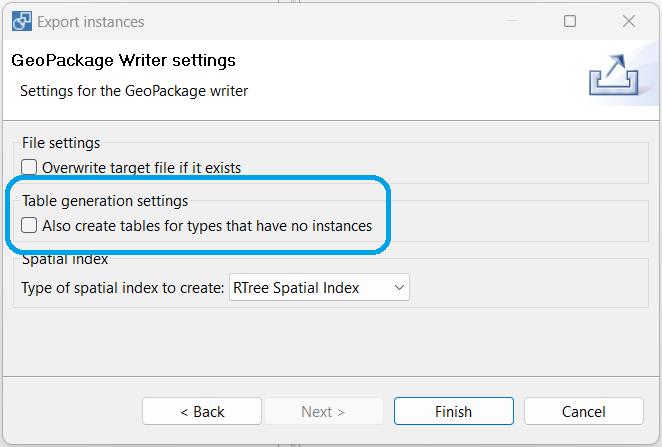 Export instances
GeoPackage Writer settings
Settings for the GeoPackage writer
File settings
Overwrite target file if it exists
Table generation settings
Also create tables for types that have no instances
Spatial index
Type of spatial index to create: RTree Spatial Index
< Back Next > Finish Cancel